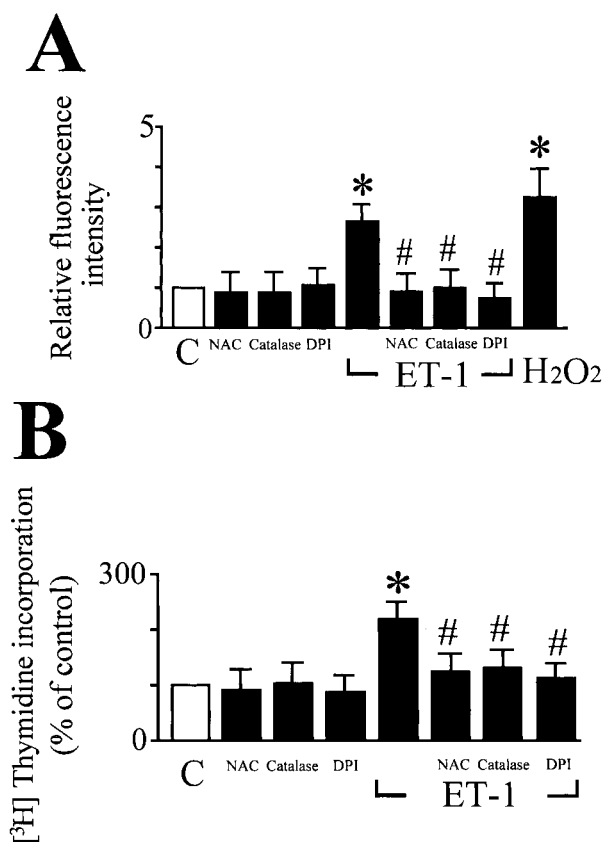 A
Relative fluorescence
intensity
5
0
*
#
#
#
*
C
NAC
Catalase
DPI
NAC
Catalase
DPI
ET-1
H2O2
B
[³H] Thymidine incorporation
(% of control)
300
0
*
#
#
#
C
NAC
Catalase
DPI
NAC
Catalase
DPI
ET-1